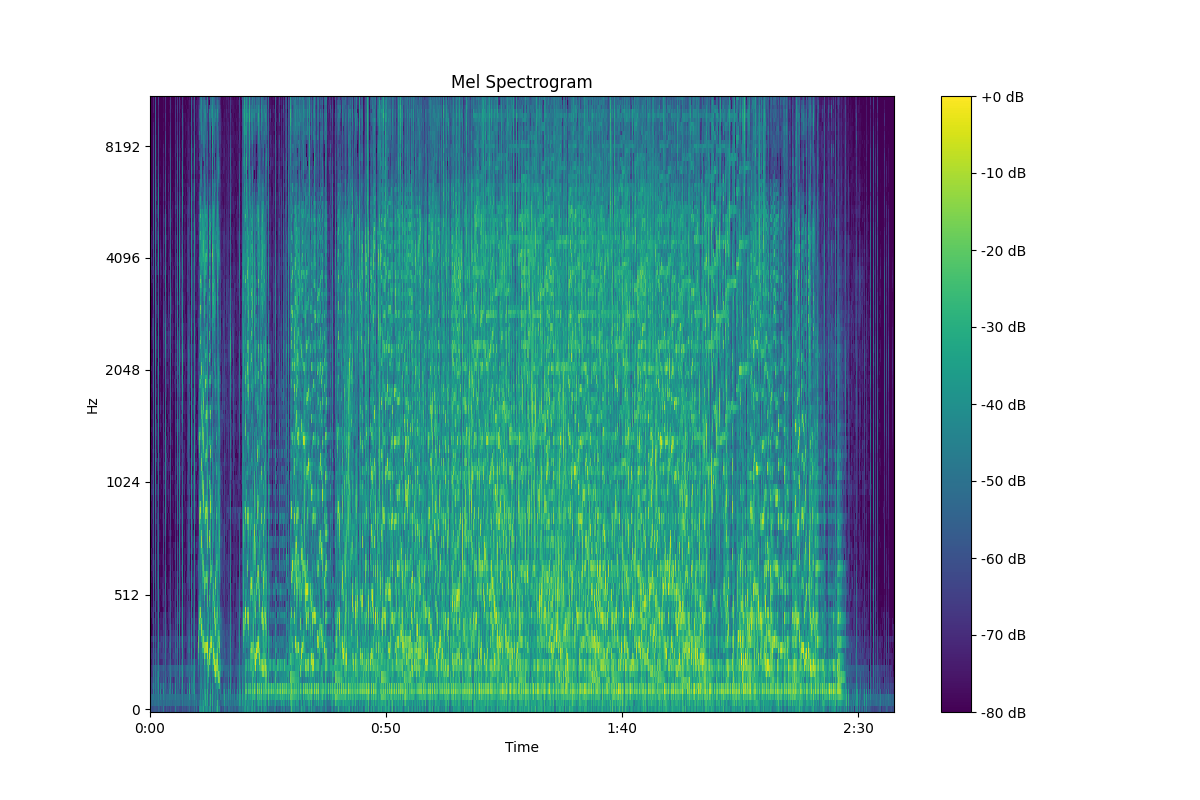 Mel Spectrogram
+0 dB
8192
-10 dB
-20 dB
4096
-30 dB
2048
Hz
-40 dB
1024
-50 dB
-60 dB
512
-70 dB
0
-80 dB
0:00
0:50
1:40
2:30
Time